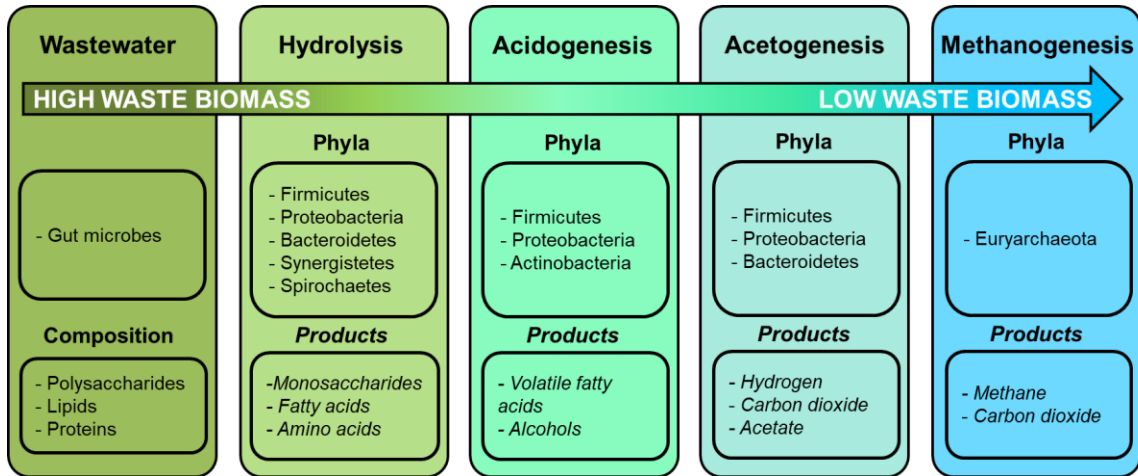 Wastewater
Hydrolysis
Acidogenesis
Acetogenesis
Methanogenesis
HIGH WASTE BIOMASS
LOW WASTE BIOMASS
- Gut microbes
Composition
- Polysaccharides
- Lipids
- Proteins
Phyla
- Firmicutes
- Proteobacteria
- Bacteroidetes
- Synergistetes
- Spirochaetes
Products
-Monosaccharides
- Fatty acids
- Amino acids
Phyla
- Firmicutes
- Proteobacteria
- Actinobacteria
Products
- Volatile fatty
acids
- Alcohols
Phyla
- Firmicutes
- Proteobacteria
- Bacteroidetes
Products
- Hydrogen
- Carbon dioxide
- Acetate
Phyla
- Euryarchaeota
Products
- Methane
- Carbon dioxide